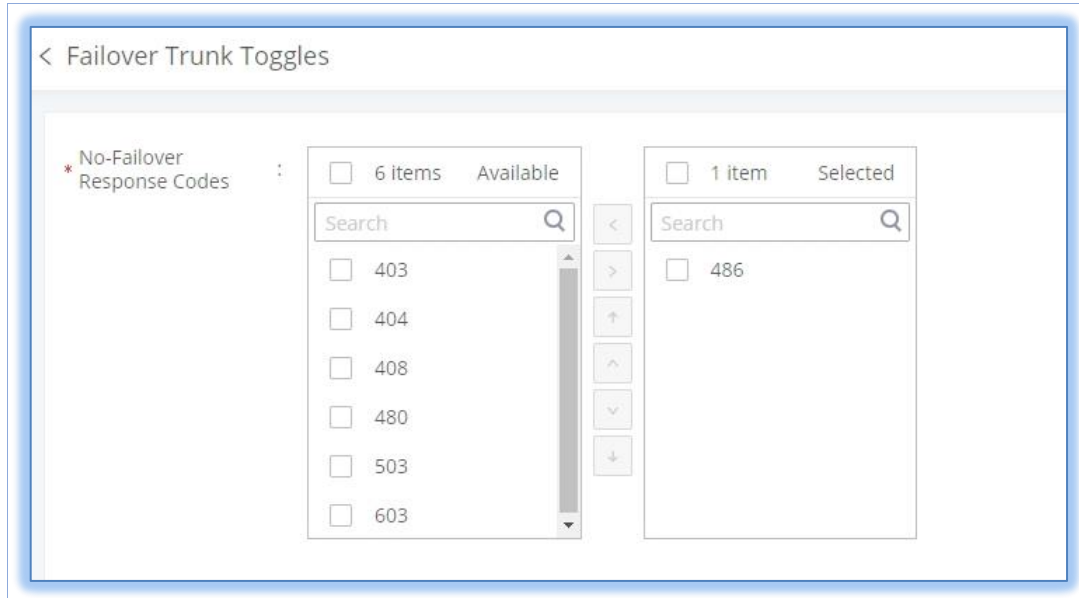 < Failover Trunk Toggles
* No-Failover
Response Codes :
6 items Available
1 item Selected
Search
Search
403
404
408
480
503
603
486